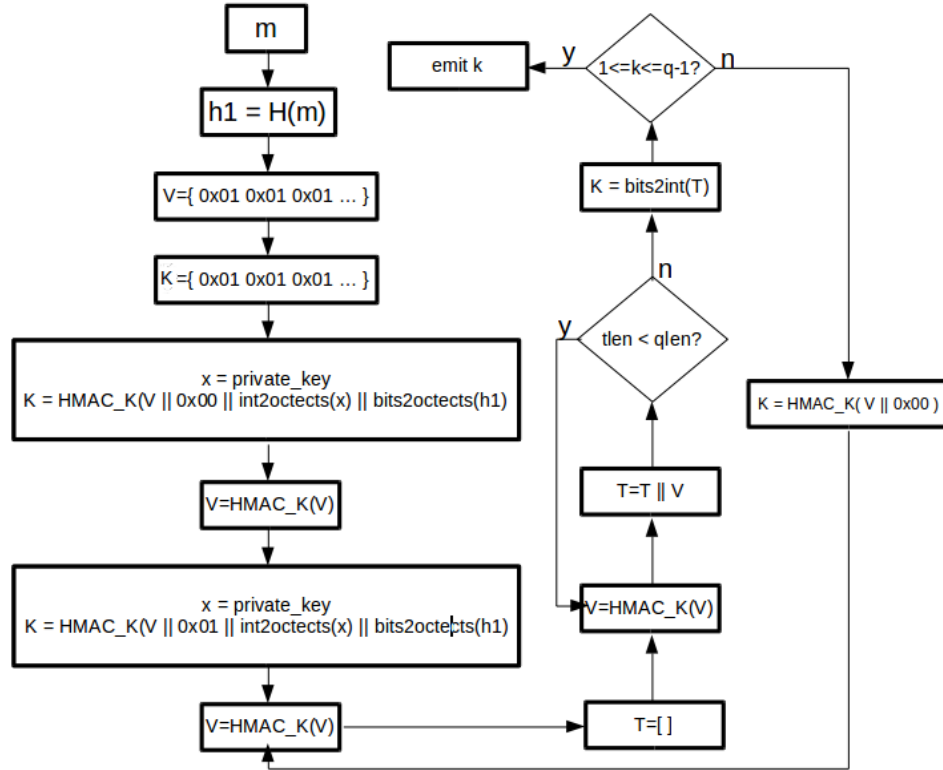 m
h1 = H(m)
V={ 0x01 0x01 0x01 ... }
K ={ 0x01 0x01 0x01 ... }
x = private_key
K = HMAC_K(V || 0x00 || int2octects(x) || bits2octects(h1)
V=HMAC_K(V)
x = private_key
K = HMAC_K(V || 0x01 || int2octects(x) || bits2octects(h1)
V=HMAC_K(V)
T=[ ]
V=HMAC_K(V)
T=T || V
tlen < qlen?
y
n
K = bits2int(T)
1<=k<=q-1?
y
n
emit k
K = HMAC_K( V || 0x00 )